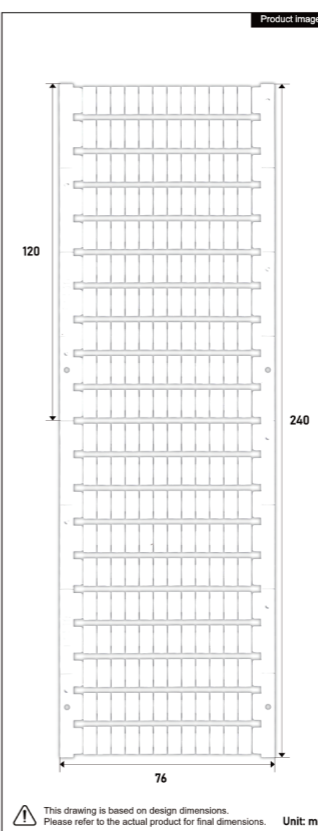 Product image
120
240
76
This drawing is based on design dimensions.
Please refer to the actual product for final dimensions.
Unit: m